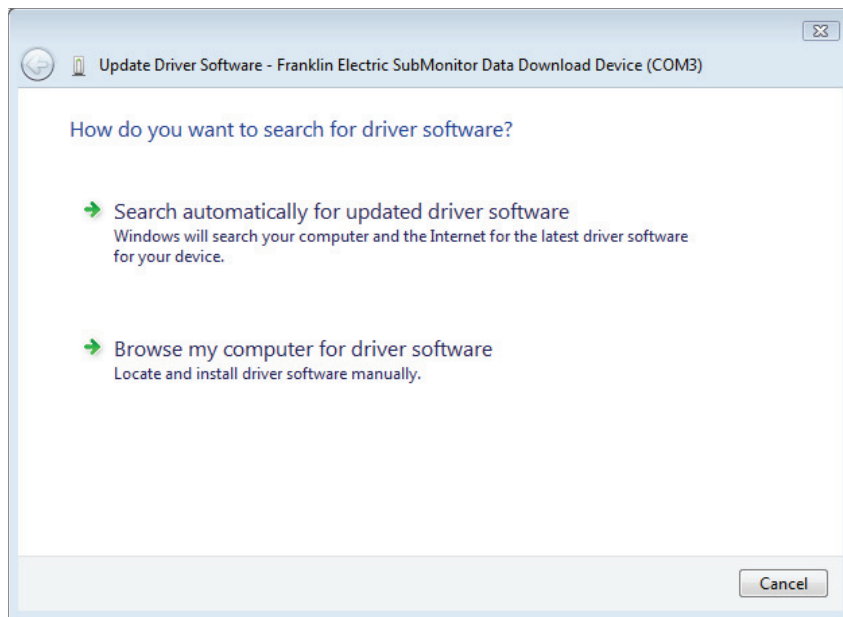 Update Driver Software - Franklin Electric SubMonitor Data Download Device (COM3)
How do you want to search for driver software?
Search automatically for updated driver software
Windows will search your computer and the Internet for the latest driver software
for your device.
Browse my computer for driver software
Locate and install driver software manually.
Cancel